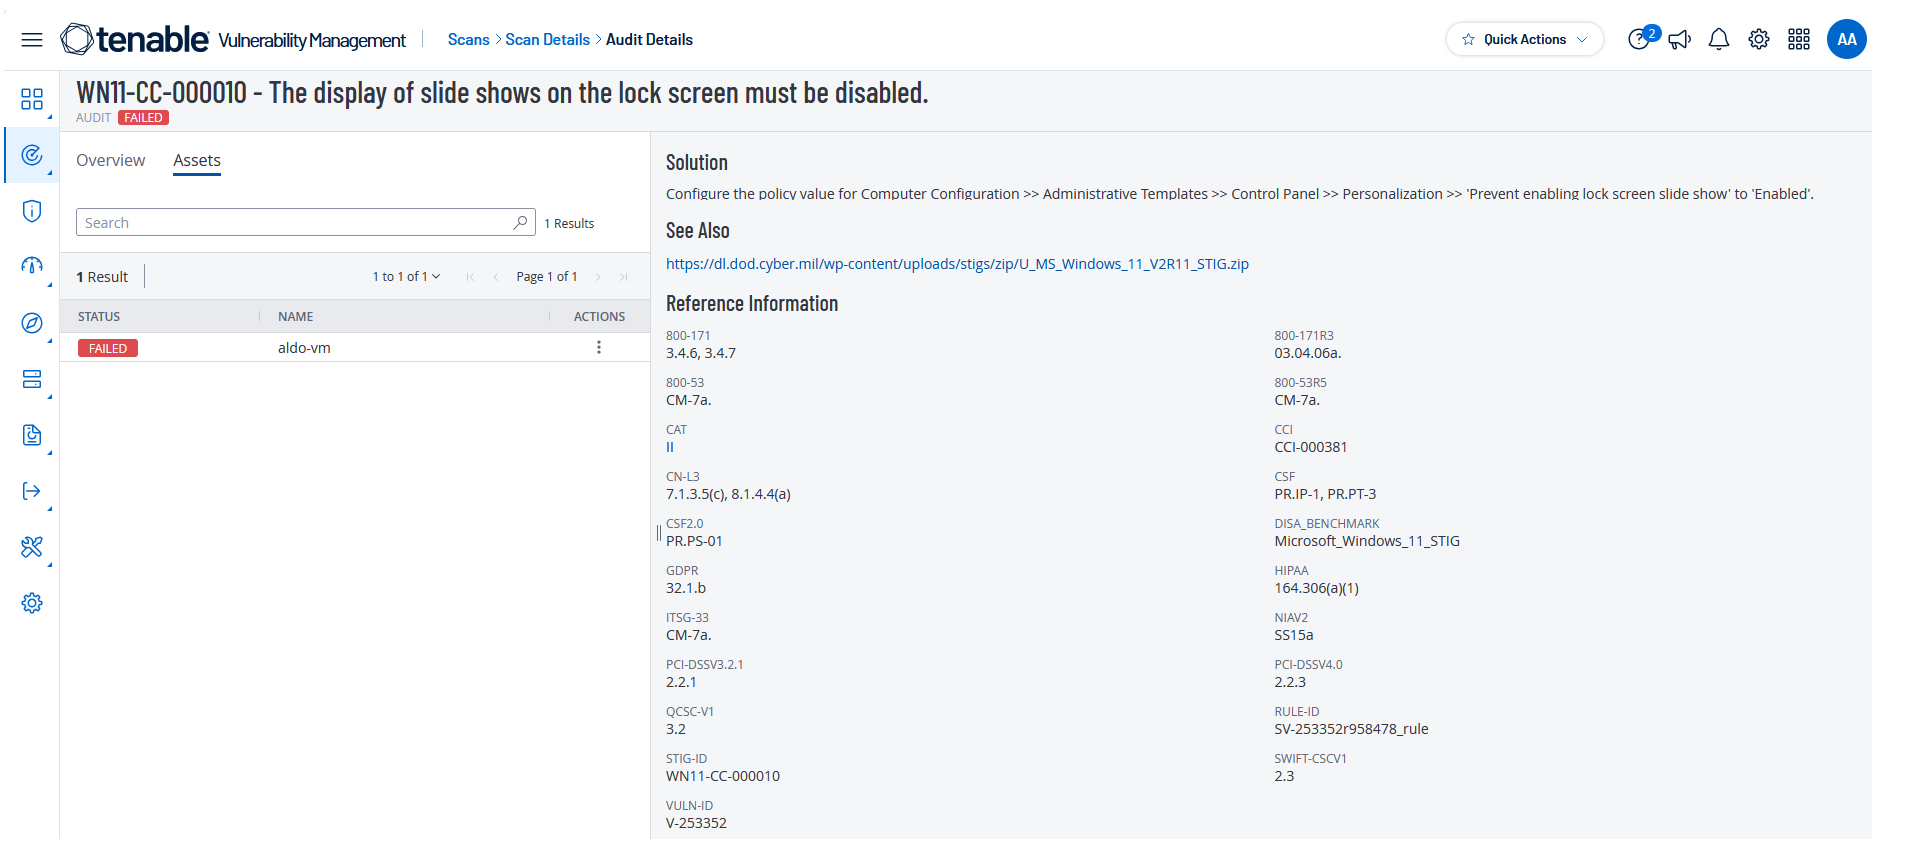 tenable Vulnerability Management
Scans > Scan Details > Audit Details
Quick Actions
2
AA
WN11-CC-000010 - The display of slide shows on the lock screen must be disabled.
AUDIT FAILED
Overview Assets
Search
1 Results
1 Result
1 to 1 of 1
Page 1 of 1
STATUS NAME ACTIONS
FAILED aldo-vm
Solution
Configure the policy value for Computer Configuration >> Administrative Templates >> Control Panel >> Personalization >> 'Prevent enabling lock screen slide show' to 'Enabled'.
See Also
https://dl.dod.cyber.mil/wp-content/uploads/stigs/zip/U_MS_Windows_11_V2R11_STIG.zip
Reference Information
800-171 800-171R3
3.4.6, 3.4.7 03.04.06a.
800-53 800-53R5
CM-7a. CM-7a.
CAT CCI
II CCI-000381
CN-L3 CSF
7.1.3.5(c), 8.1.4.4(a) PR.IP-1, PR.PT-3
CSF2.0 DISA_BENCHMARK
PR.PS-01 Microsoft_Windows_11_STIG
GDPR HIPAA
32.1.b 164.306(a)(1)
ITSG-33 NIAV2
CM-7a. SS15a
PCI-DSSV3.2.1 PCI-DSSV4.0
2.2.1 2.2.3
QCSC-V1 RULE-ID
3.2 SV-253352r958478_rule
STIG-ID SWIFT-CSCV1
WN11-CC-000010 2.3
VULN-ID
V-253352